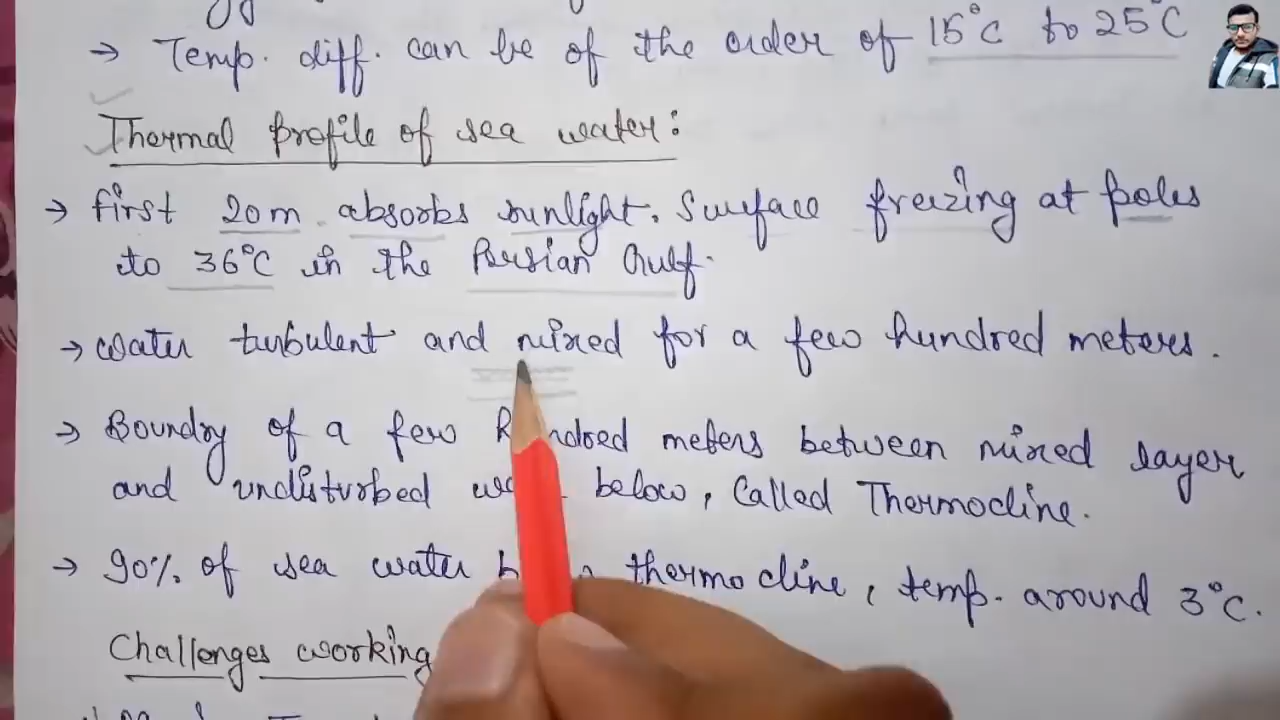 → Temp. diff. can be of the order of 15°C to 25°C
Thermal profile of sea water:
→ first 20m absorbs sunlight. Surface freezing at poles
to 36°C in the Persian Gulf.
→ Water turbulent and mixed for a few hundred meters.
→ Boundry of a few meters between mixed layer
and undisturbed below, Called Thermocline.
→ 90% of sea water thermocline, temp. around 3°C.
Challenges working